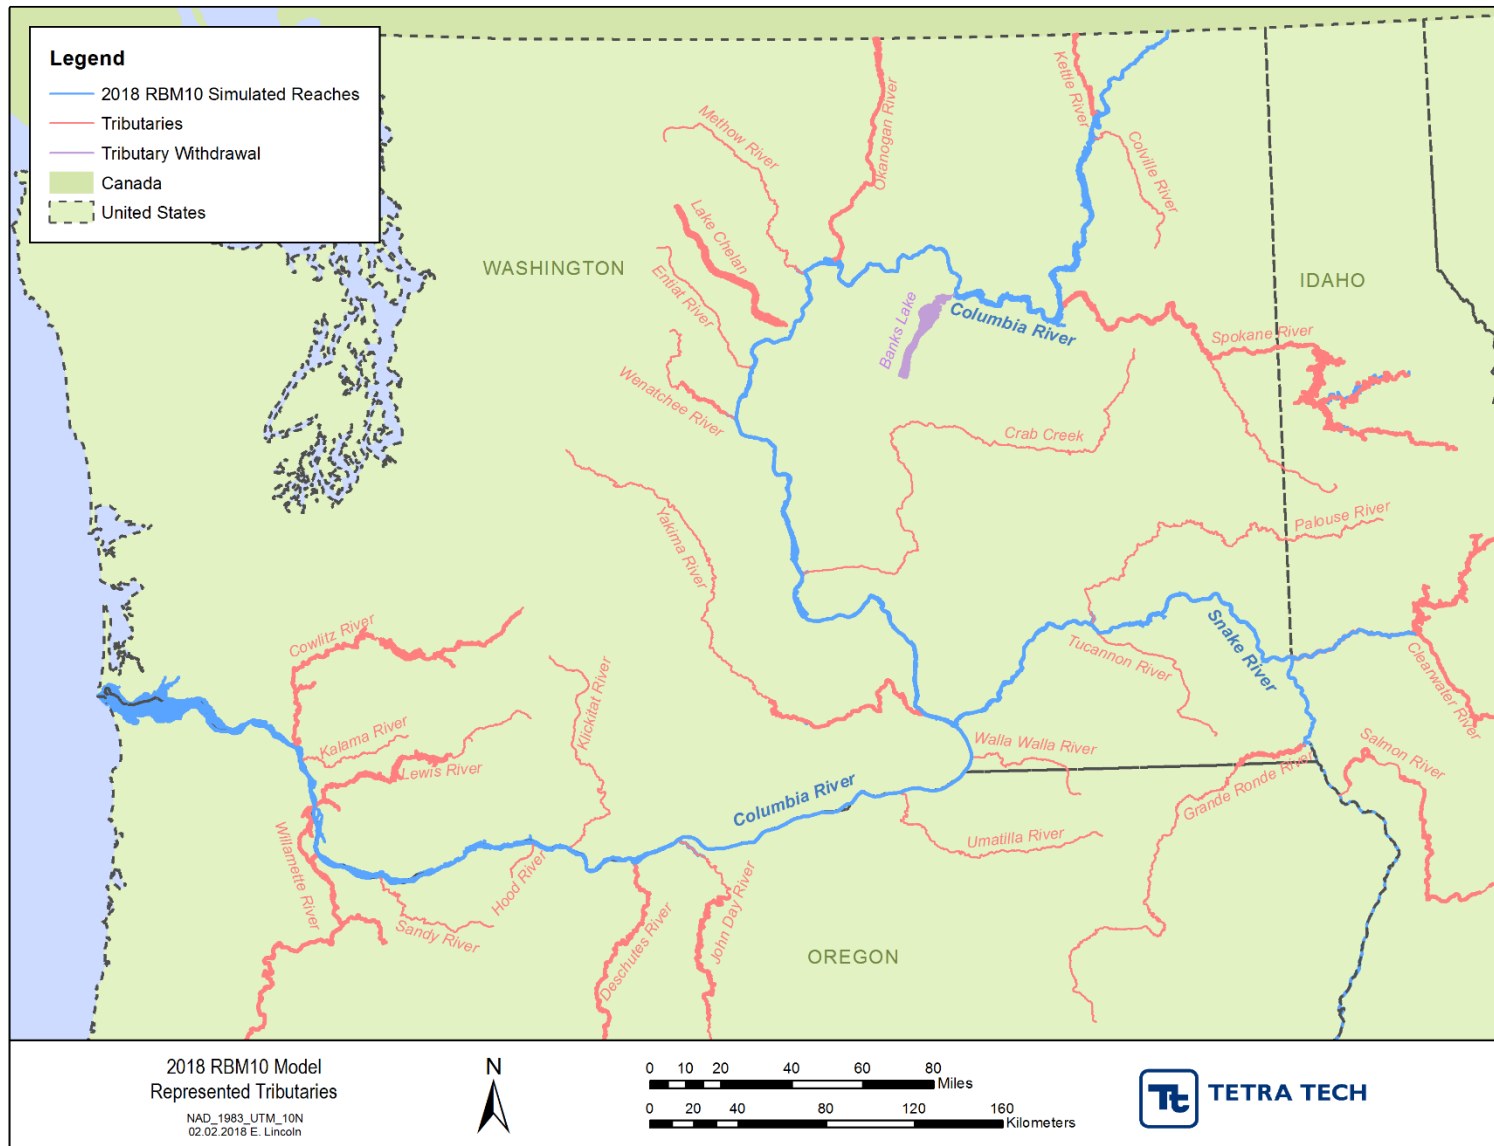 Legend
2018 RBM10 Simulated Reaches
Tributaries
Tributary Withdrawal
Canada
United States
Methow River
Okanogan River
Kettle River
Colville River
Lake Chelan
WASHINGTON
IDAHO
Entiat River
Banks Lake
Columbia River
Spokane River
Wenatchee River
Crab Creek
Yakima River
Palouse River
Cowlitz River
Klickitat River
Tucannon River
Snake River
Clearwater River
Kalama River
Lewis River
Walla Walla River
Salmon River
Grande Ronde River
Columbia River
Umatilla River
Willamette River
Hood River
Sandy River
Deschutes River
John Day River
OREGON
2018 RBM10 Model
Represented Tributaries
NAD_1983_UTM_10N
02.02.2018 E. Lincoln
N
0 10 20 40 60 80
Miles
0 20 40 80 120 160
Kilometers
Tt TETRA TECH